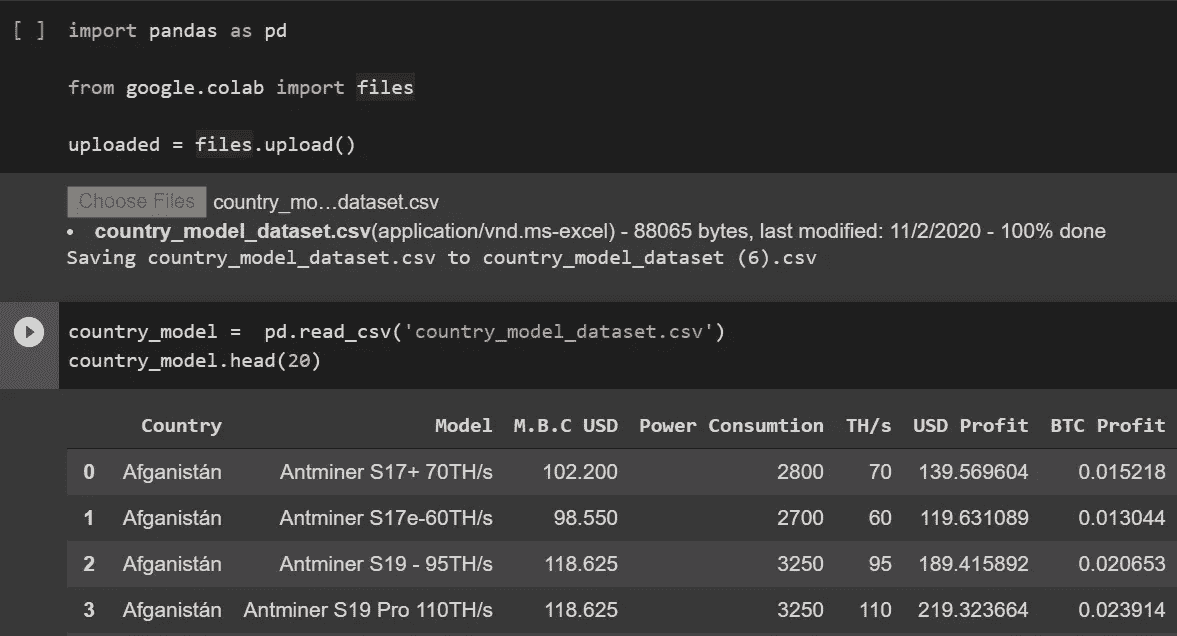 [ ] import pandas as pd
from google.colab import files
uploaded = files.upload()
Choose Files country_mo…dataset.csv
• country_model_dataset.csv(application/vnd.ms-excel) - 88065 bytes, last modified: 11/2/2020 - 100% done
Saving country_model_dataset.csv to country_model_dataset (6).csv
country_model =  pd.read_csv('country_model_dataset.csv')
country_model.head(20)
Country Model M.B.C USD Power Consumtion TH/s USD Profit BTC Profit
0 Afganistán Antminer S17+ 70TH/s 102.200 2800 70 139.569604 0.015218
1 Afganistán Antminer S17e-60TH/s 98.550 2700 60 119.631089 0.013044
2 Afganistán Antminer S19 - 95TH/s 118.625 3250 95 189.415892 0.020653
3 Afganistán Antminer S19 Pro 110TH/s 118.625 3250 110 219.323664 0.023914